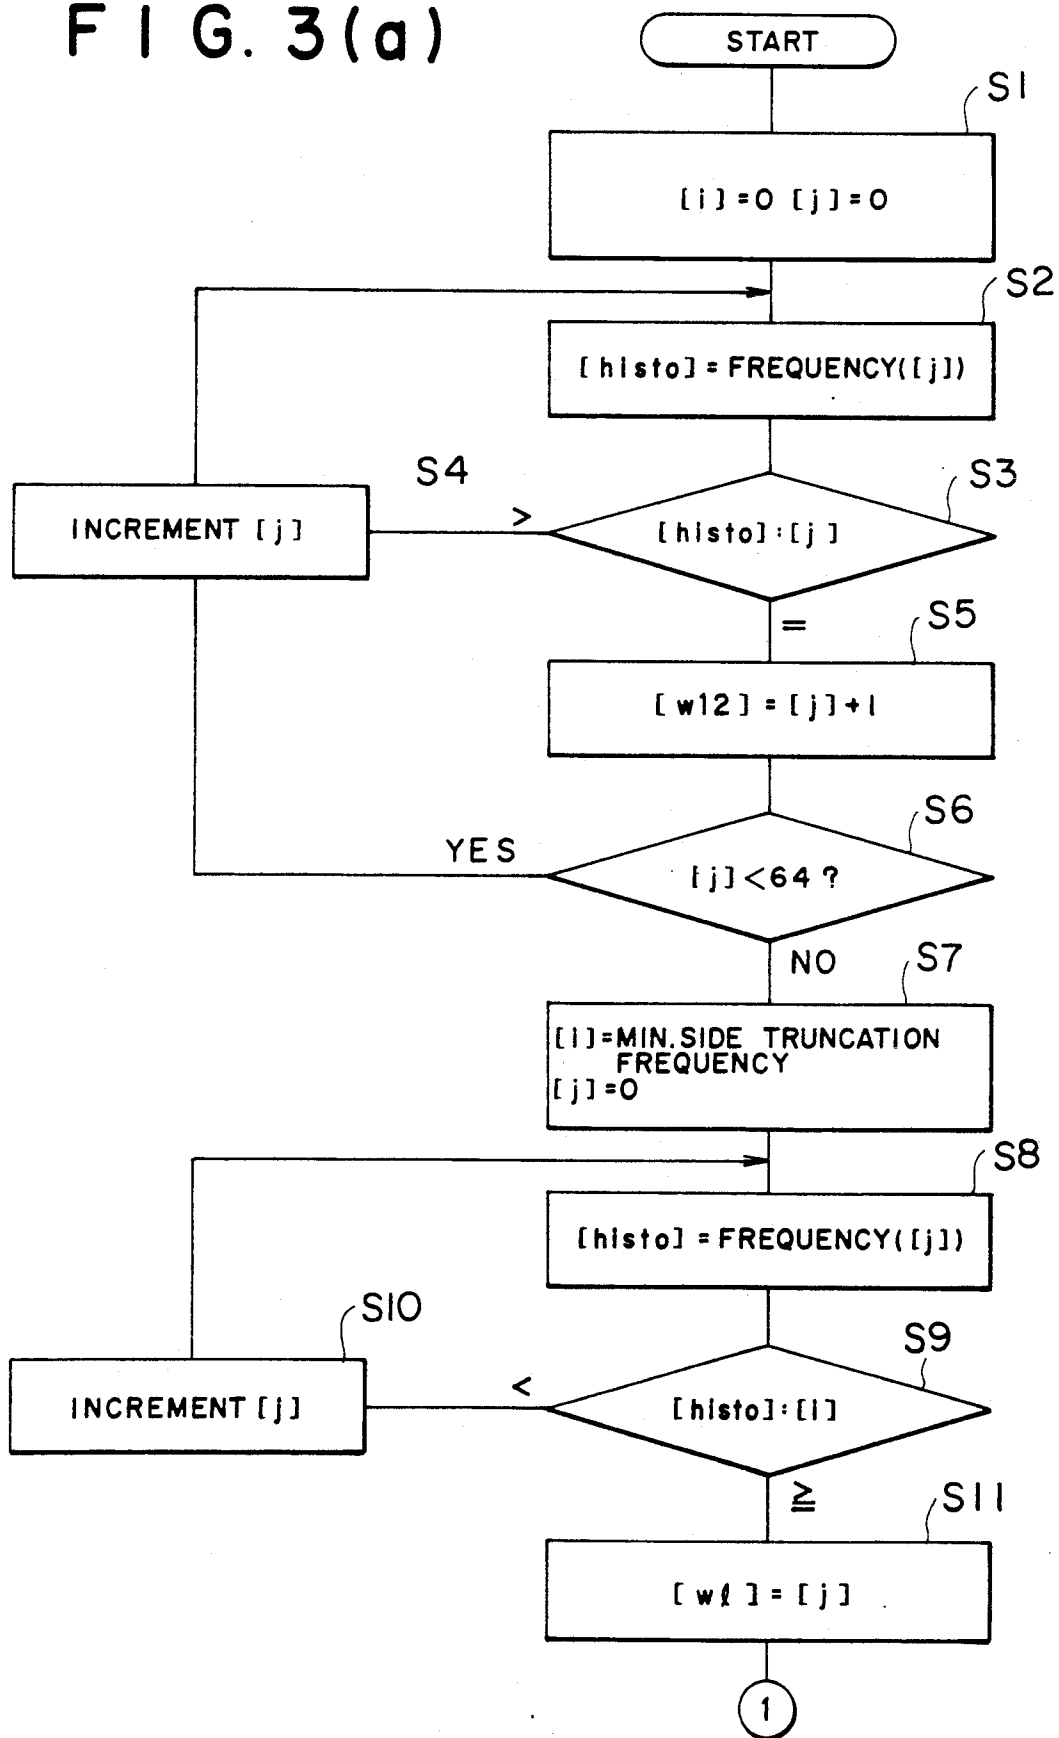 FIG. 3(a)
START
S1
[i]=0 [j]=0
S2
[histo]=FREQUENCY([j])
S4
S3
INCREMENT [j]
>
[histo]:[j]
=
S5
[w12]=[j]+1
S6
YES
[j]<64?
NO
S7
[i]=MIN.SIDE TRUNCATION
FREQUENCY
[j]=0
S8
[histo]=FREQUENCY([j])
S10
S9
INCREMENT [j]
<
[histo]:[i]
≧
S11
[wℓ]=[j]
1